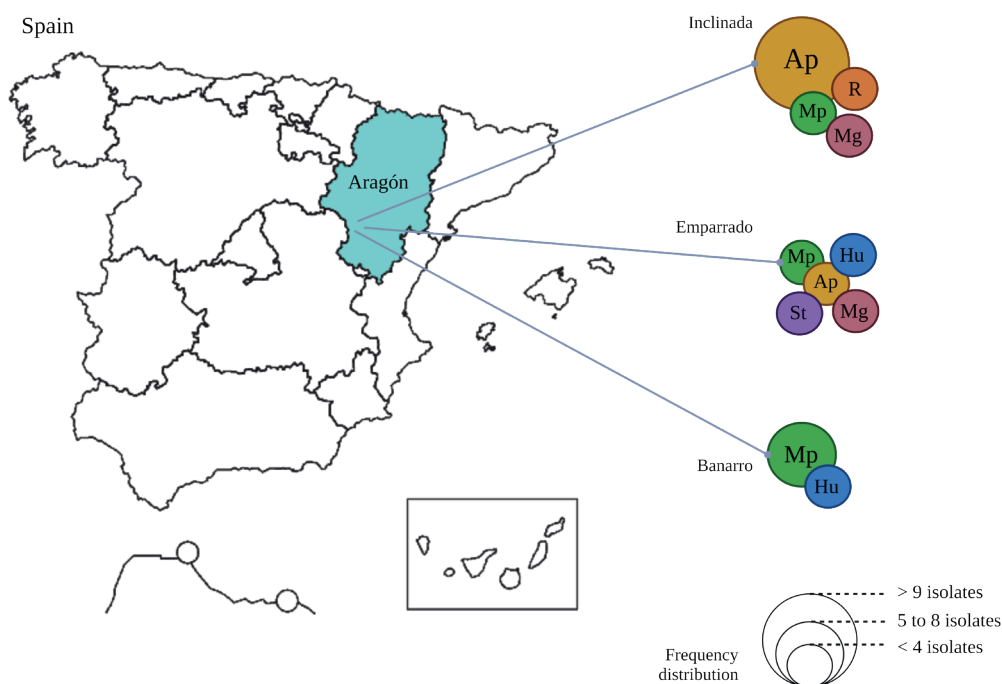 Spain
Aragón
Inclinada
Ap
R
Mp
Mg
Emparrado
Mp
Hu
Ap
St
Mg
Banarro
Mp
Hu
> 9 isolates
5 to 8 isolates
< 4 isolates
Frequency
distribution